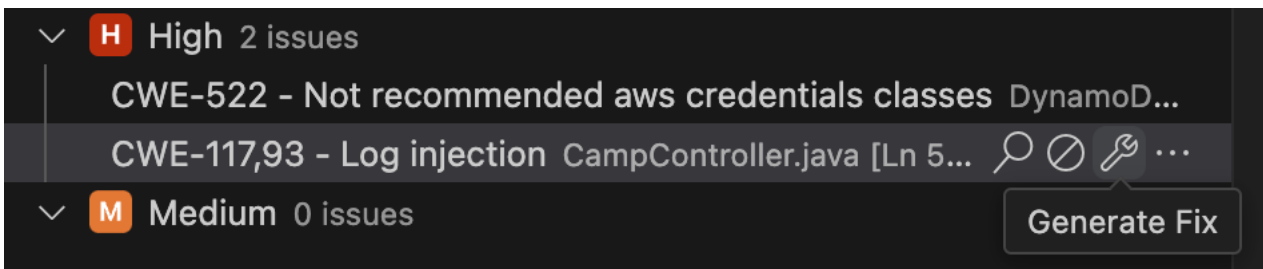 H High 2 issues
CWE-522 - Not recommended aws credentials classes DynamoD...
CWE-117,93 - Log injection CampController.java [Ln 5... ...
M Medium 0 issues
Generate Fix